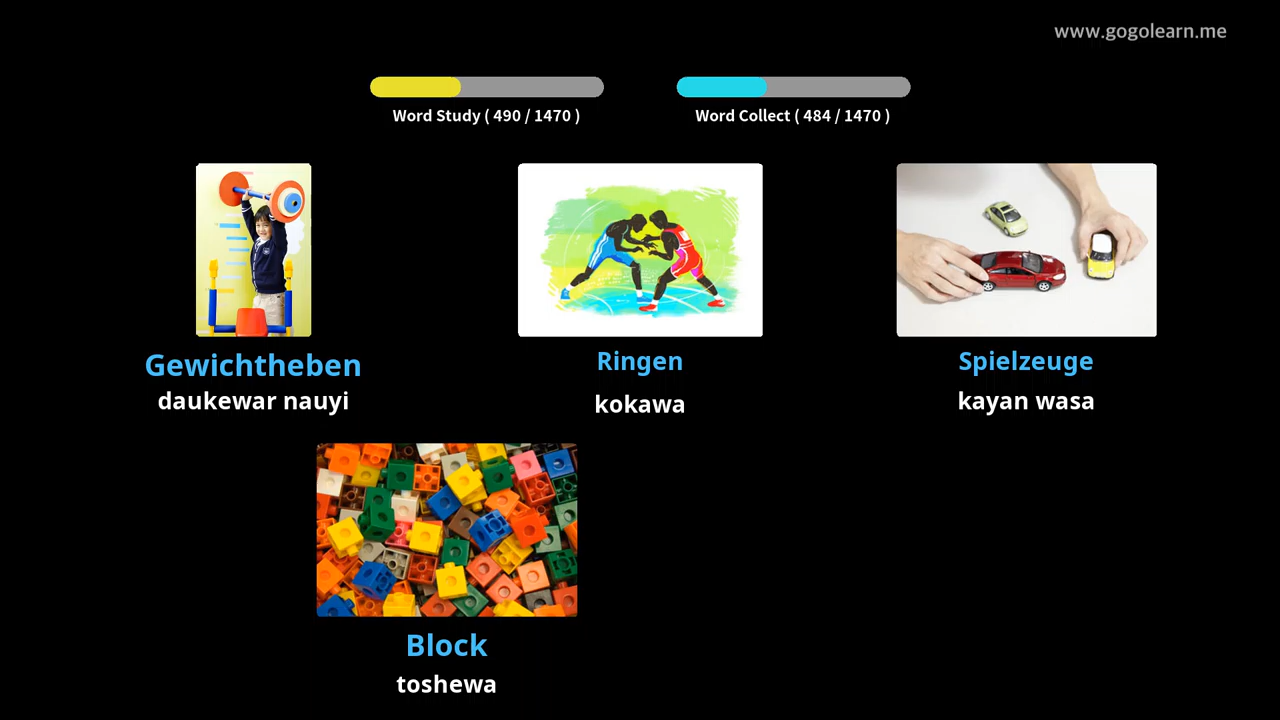 www.gogolearn.me
Word Study ( 490 / 1470 )
Word Collect ( 484 / 1470 )
Gewichtheben
daukewar nauyi
Ringen
kokawa
Spielzeuge
kayan wasa
Block
toshewa